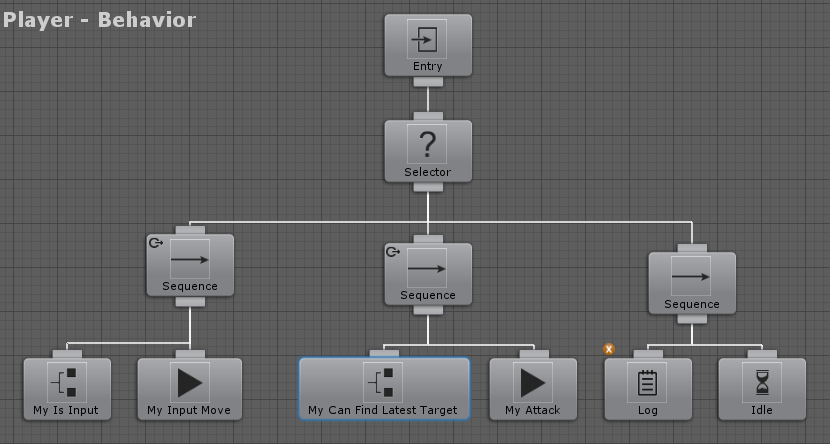 Player - Behavior
Entry
?
Selector
Sequence
Sequence
Sequence
My Is Input
My Input Move
My Can Find Latest Target
My Attack
X
Log
Idle